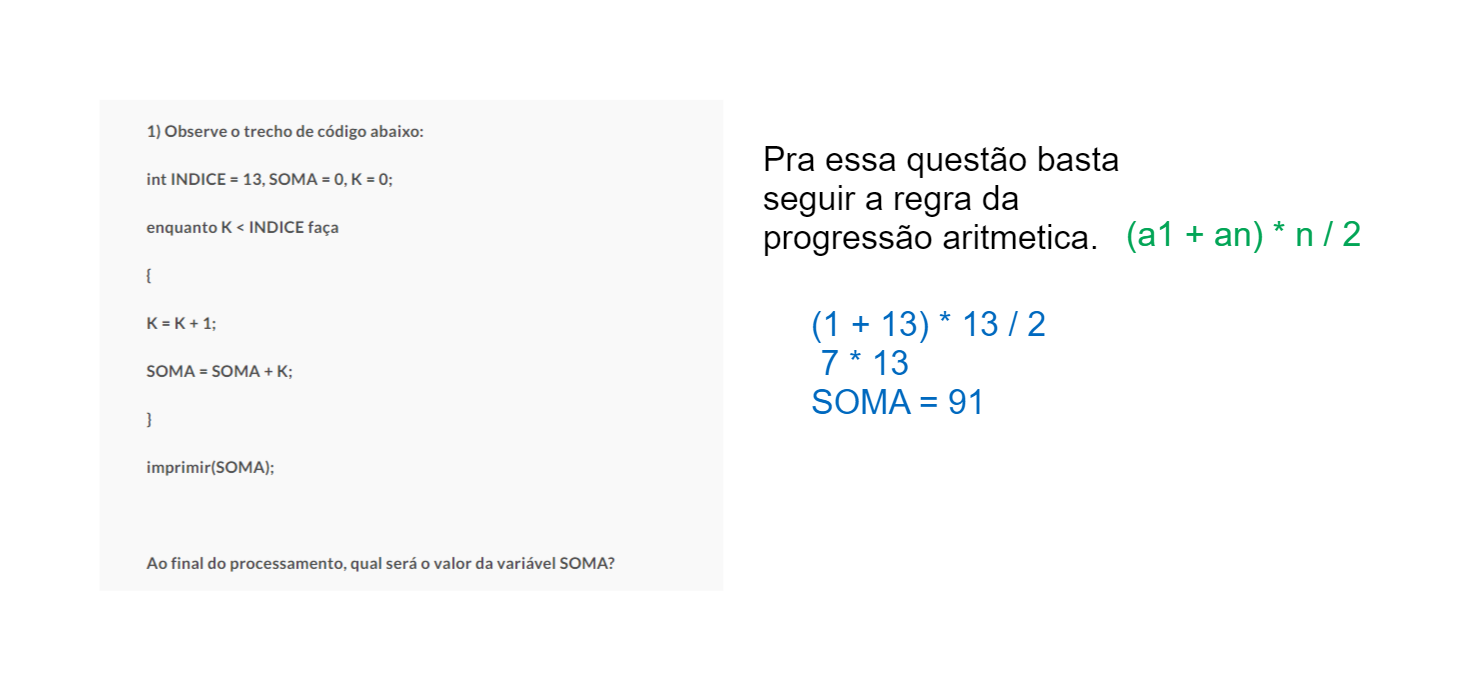 1) Observe o trecho de código abaixo:
int INDICE = 13, SOMA = 0, K = 0;
enquanto K < INDICE faça
{
K = K + 1;
SOMA = SOMA + K;
}
imprimir(SOMA);
Ao final do processamento, qual será o valor da variável SOMA?
Pra essa questão basta
seguir a regra da
progressão aritmetica.
(a1 + an) * n / 2
(1 + 13) * 13 / 2
7 * 13
SOMA = 91